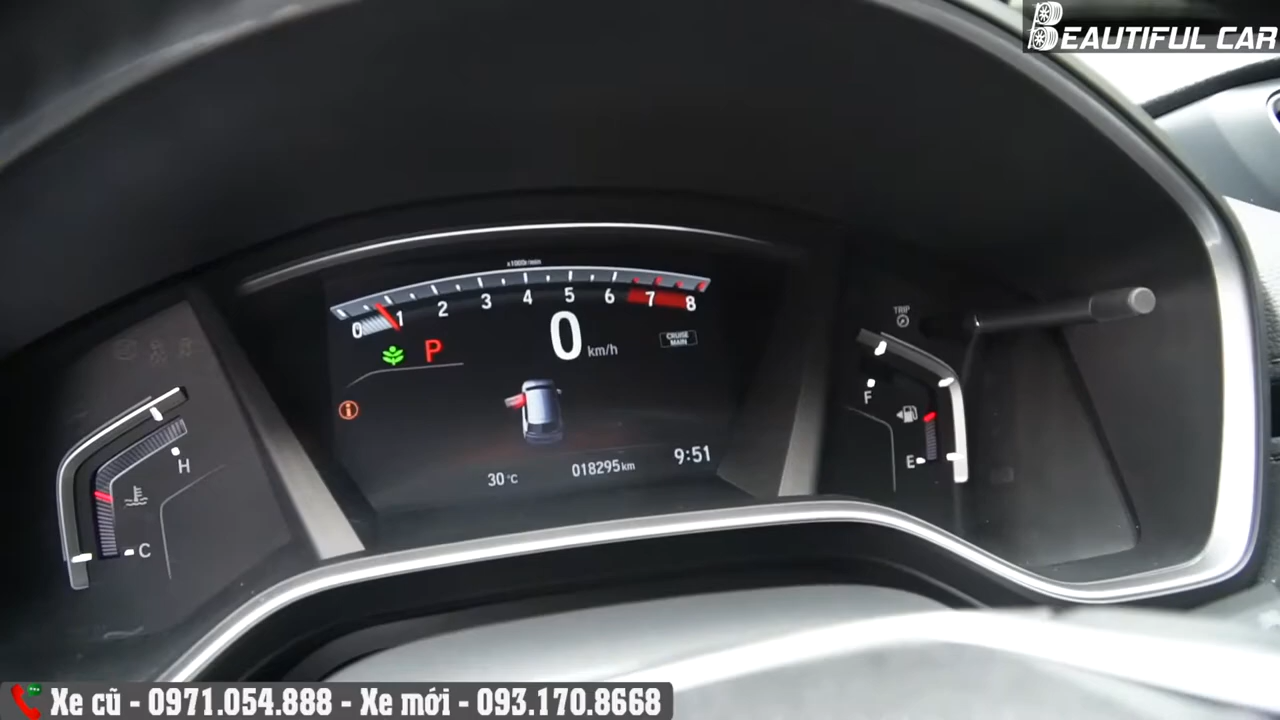 BEAUTIFUL CAR
x1000r/min
0 1 2 3 4 5 6 7 8
P
0 km/h
CRUISE
MAIN
TRIP
F
E
H
C
30°C
018295km
9:51
Xe cũ - 0971.054.888 - Xe mới - 093.170.8668